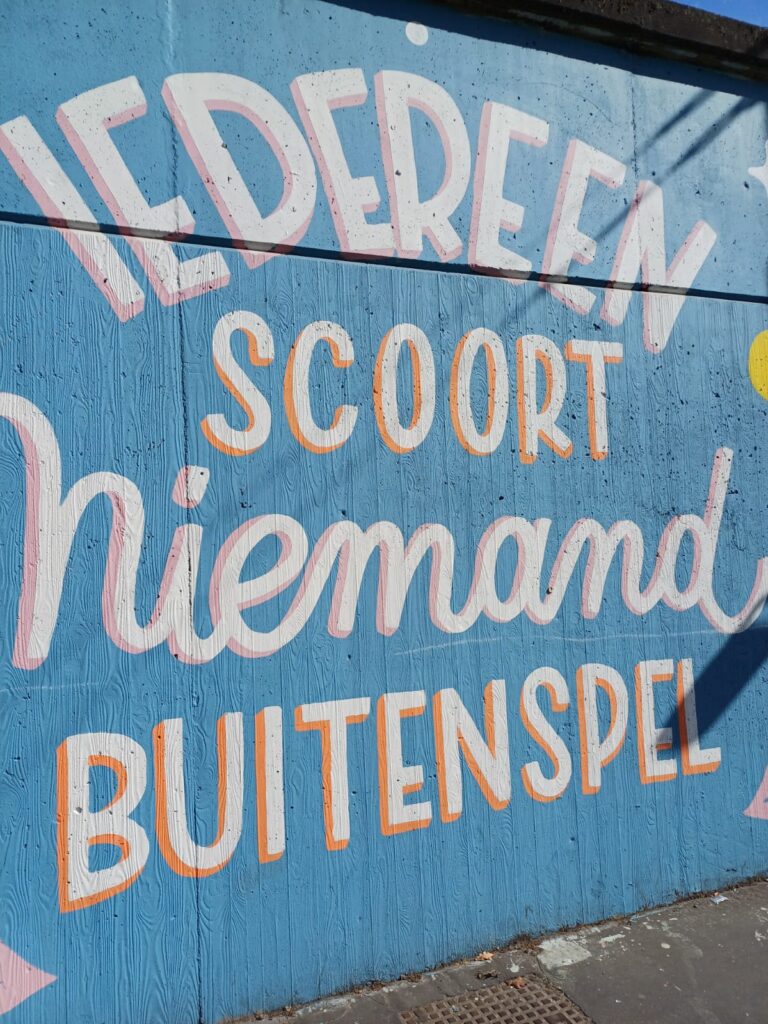 IEDEREEN
SCOORT
Niemand
BUITENSPEL